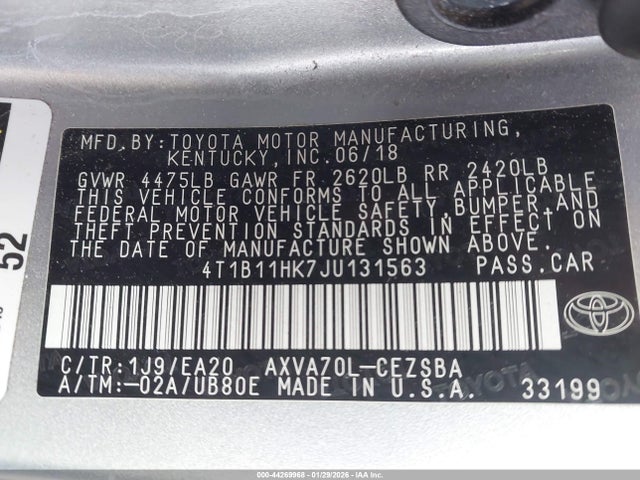 MFD.BY:TOYOTA MOTOR MANUFACTURING,
KENTUCKY,INC.06/18
GVWR 4475LB GAWR FR 2620LB RR 2420LB
THIS VEHICLE CONFORMS TO ALL APPLICABLE
FEDERAL MOTOR VEHICLE SAFETY,BUMPER,AND
THEFT PREVENTION STANDARDS IN EFFECT ON
THE DATE OF MANUFACTURE SHOWN ABOVE.
4T1B11HK7JU131563 PASS.CAR
C/TR:1J9/EA20 AXVA70L-CEZSBA
A/TM:-02A/UB80E MADE IN U.S.A. 33199
52
000-44269968 - 01/29/2026 - IAAI.COM